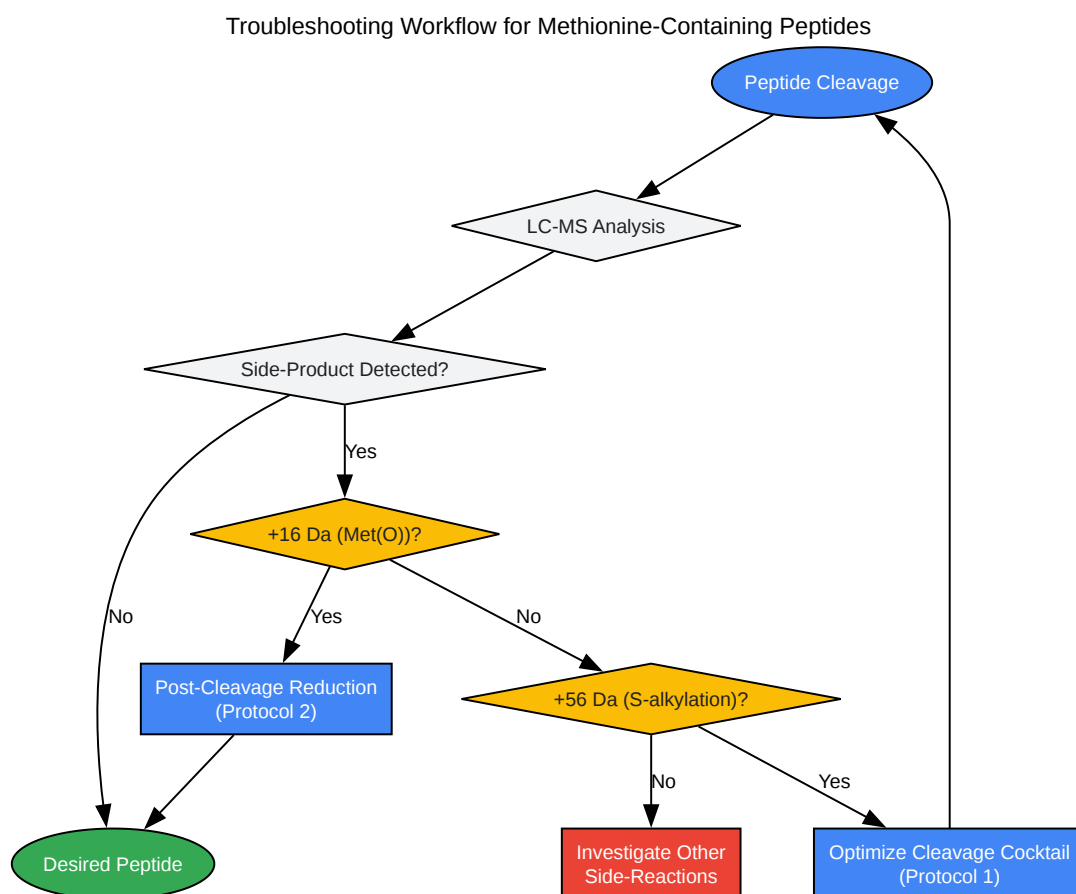 Troubleshooting Workflow for Methionine-Containing Peptides
Peptide Cleavage
LC-MS Analysis
Side-Product Detected?
Yes
+16 Da (Met(O))?
No
Yes
No
Post-Cleavage Reduction
(Protocol 2)
+56 Da (S-alkylation)?
No
Yes
Desired Peptide
Investigate Other
Side-Reactions
Optimize Cleavage Cocktail
(Protocol 1)